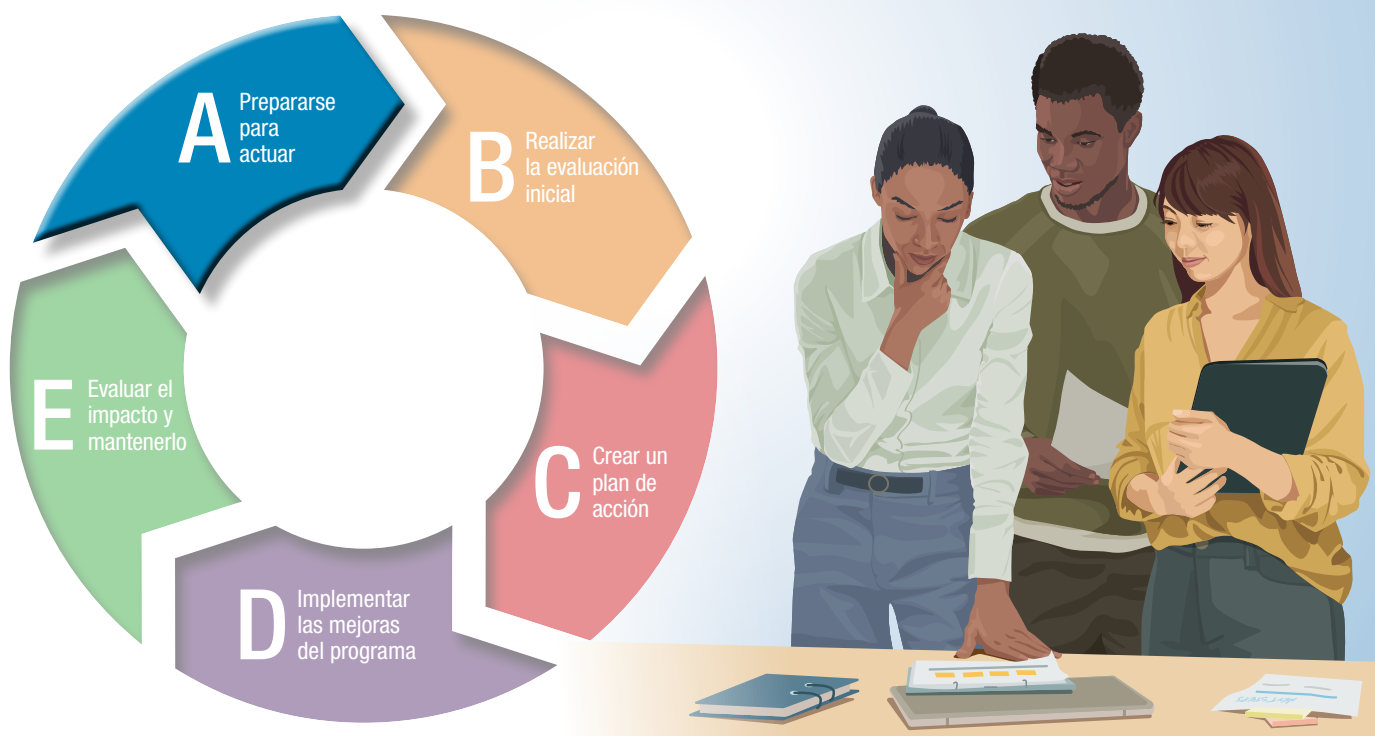 A
Prepararse
para
actuar
B
Realizar
la evaluación
inicial
C
Crear un
plan de
acción
D
Implementar
las mejoras
del programa
E
Evaluar el
impacto y
mantenerlo